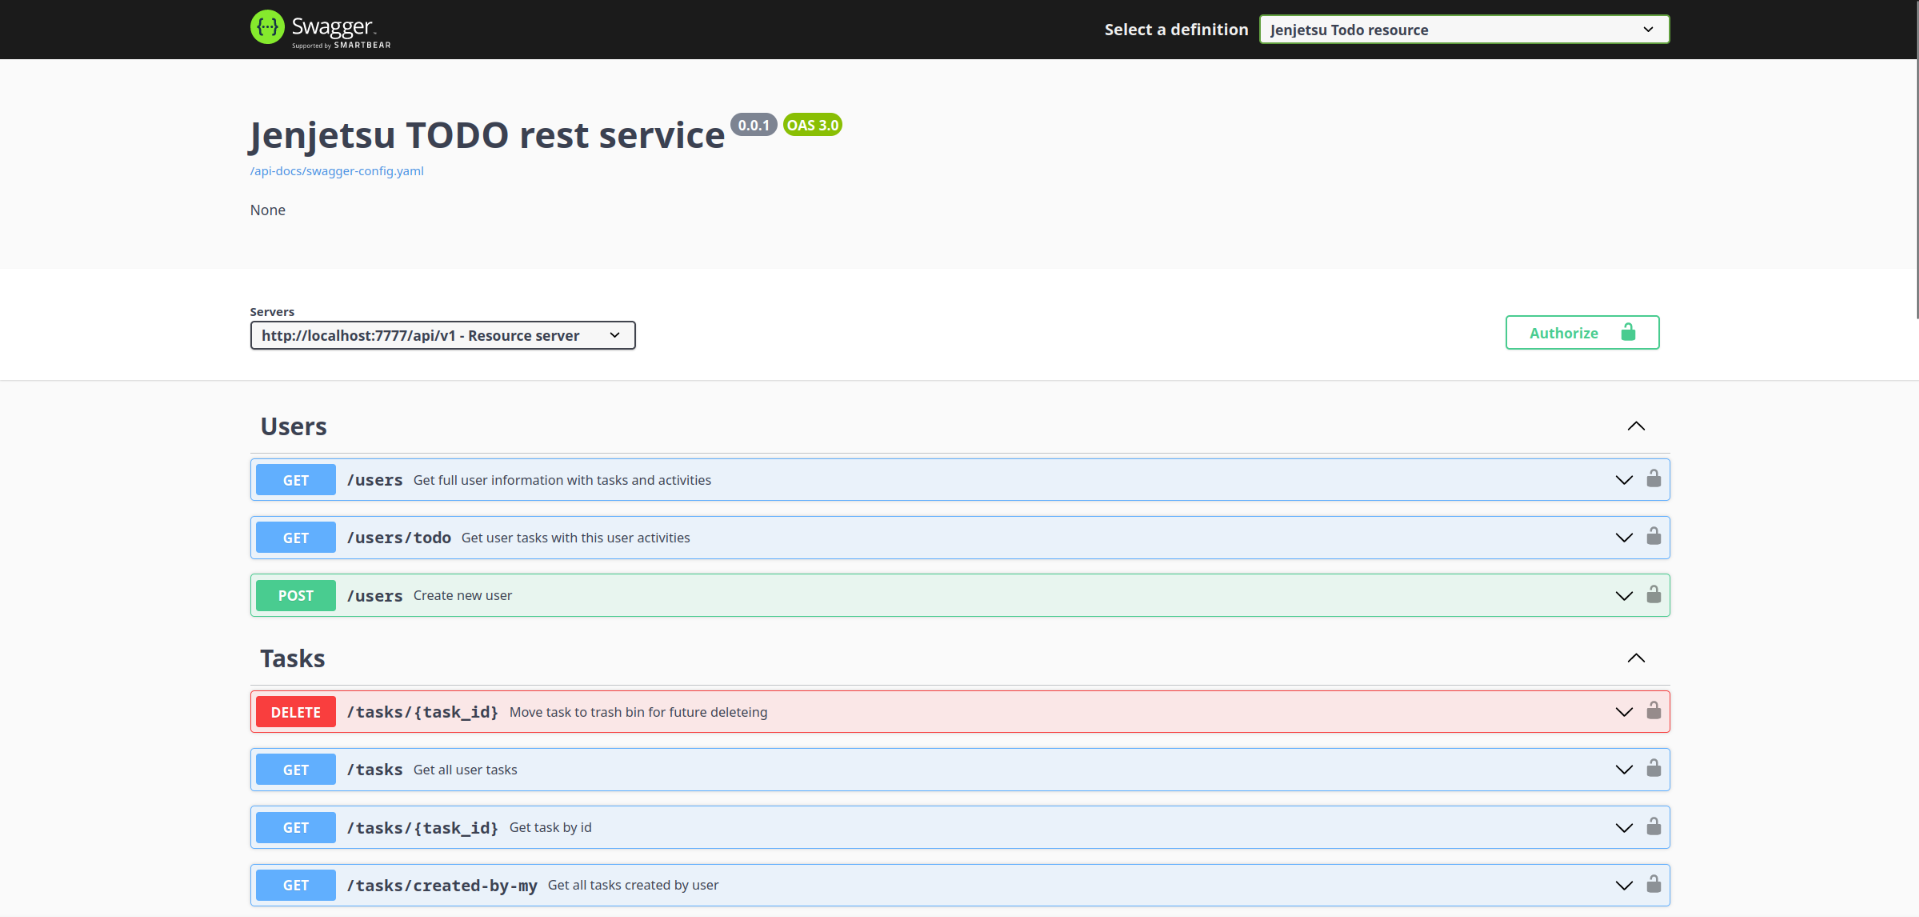 Swagger
Supported by SMARTBEAR
Select a definition
Jenjetsu Todo resource
Jenjetsu TODO rest service 0.0.1 OAS 3.0
/api-docs/swagger-config.yaml
None
Servers
http://localhost:7777/api/v1 - Resource server
Authorize
Users
GET /users Get full user information with tasks and activities
GET /users/todo Get user tasks with this user activities
POST /users Create new user
Tasks
DELETE /tasks/{task_id} Move task to trash bin for future deleteing
GET /tasks Get all user tasks
GET /tasks/{task_id} Get task by id
GET /tasks/created-by-my Get all tasks created by user